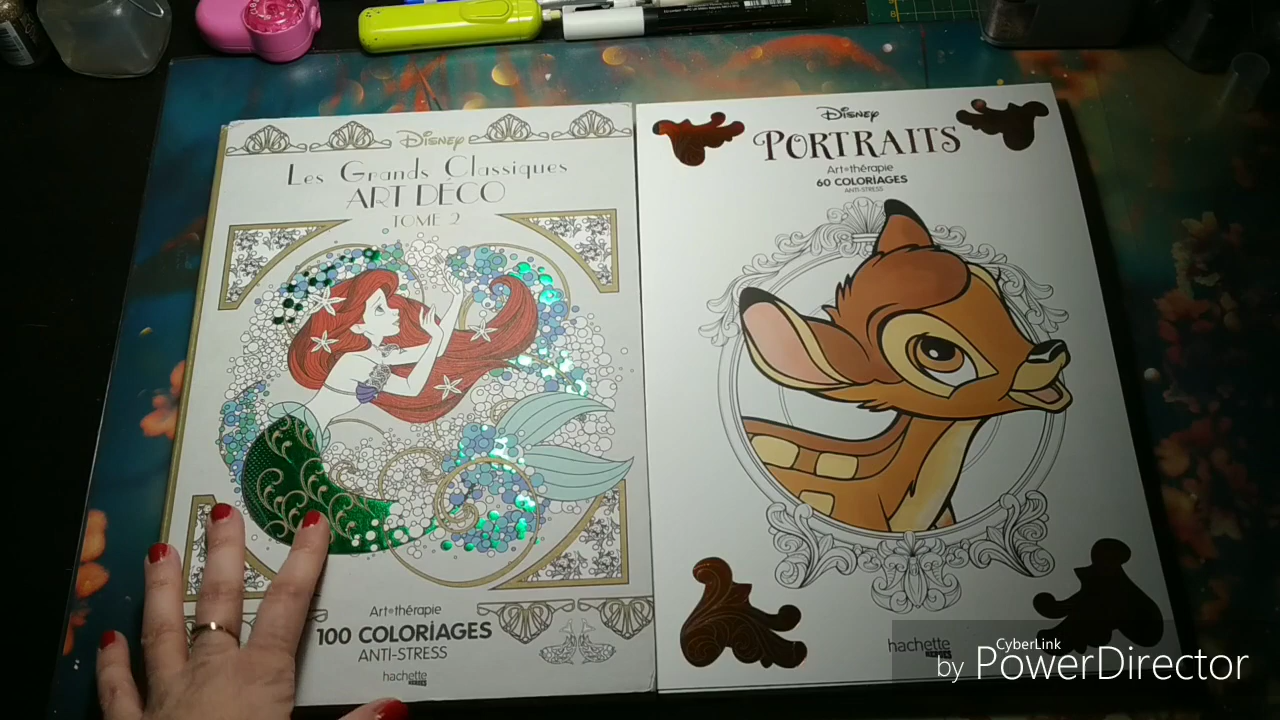 Disney
Les Grands Classiques
ART DECO
TOME 2
Art-thérapie
100 COLORIAGES
ANTI-STRESS
hachette
Disney
PORTRAITS
Art-thérapie
60 COLORIAGES
ANTI-STRESS
hachette
CyberLink
by PowerDirector